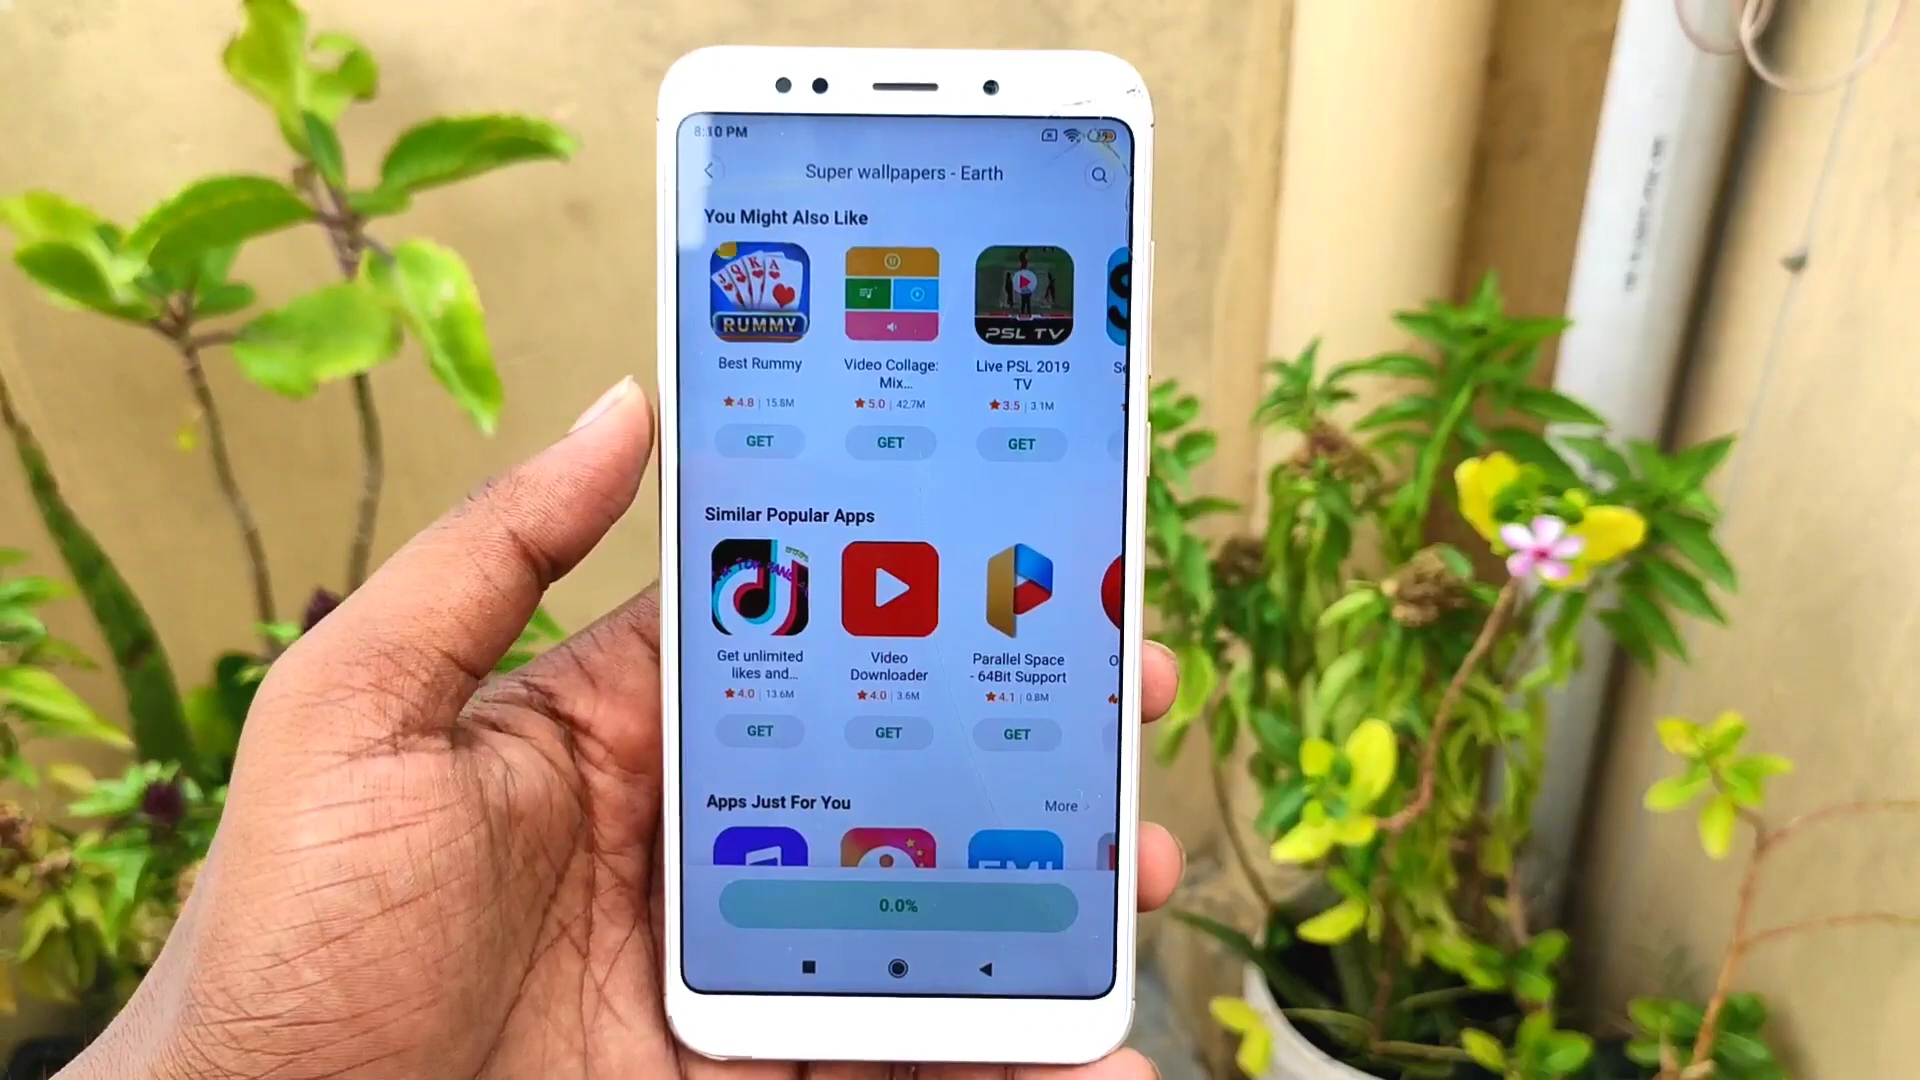 8:10 PM
Super wallpapers - Earth
You Might Also Like
J Q K A
RUMMY
PSL TV
Best Rummy
Video Collage:
Mix...
Live PSL 2019
TV
4.8 | 15.8M
5.0 | 42.7M
3.5 | 3.1M
GET
GET
GET
Similar Popular Apps
Get unlimited
likes and...
Video
Downloader
Parallel Space
- 64Bit Support
4.0 | 13.6M
4.0 | 3.6M
4.1 | 0.8M
GET
GET
GET
Apps Just For You
More
EMI
0.0%